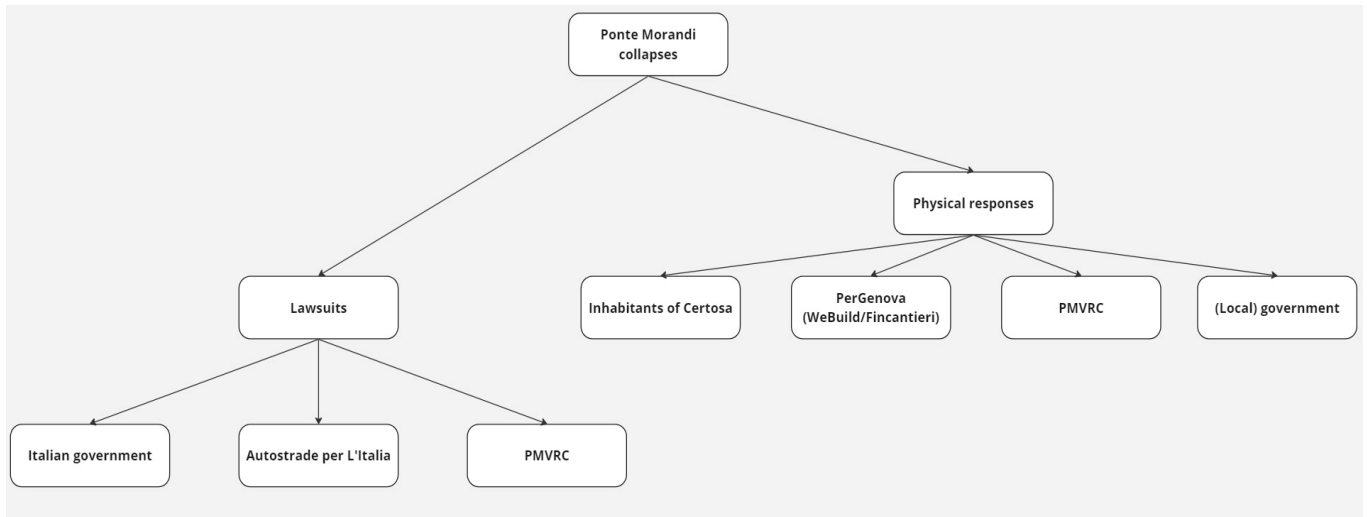 Ponte Morandi
collapses
Physical responses
Lawsuits
Inhabitants of Certosa
PerGenova
(WeBuild/Fincantieri)
PMVRC
(Local) government
Italian government
Autostrade per L'Italia
PMVRC